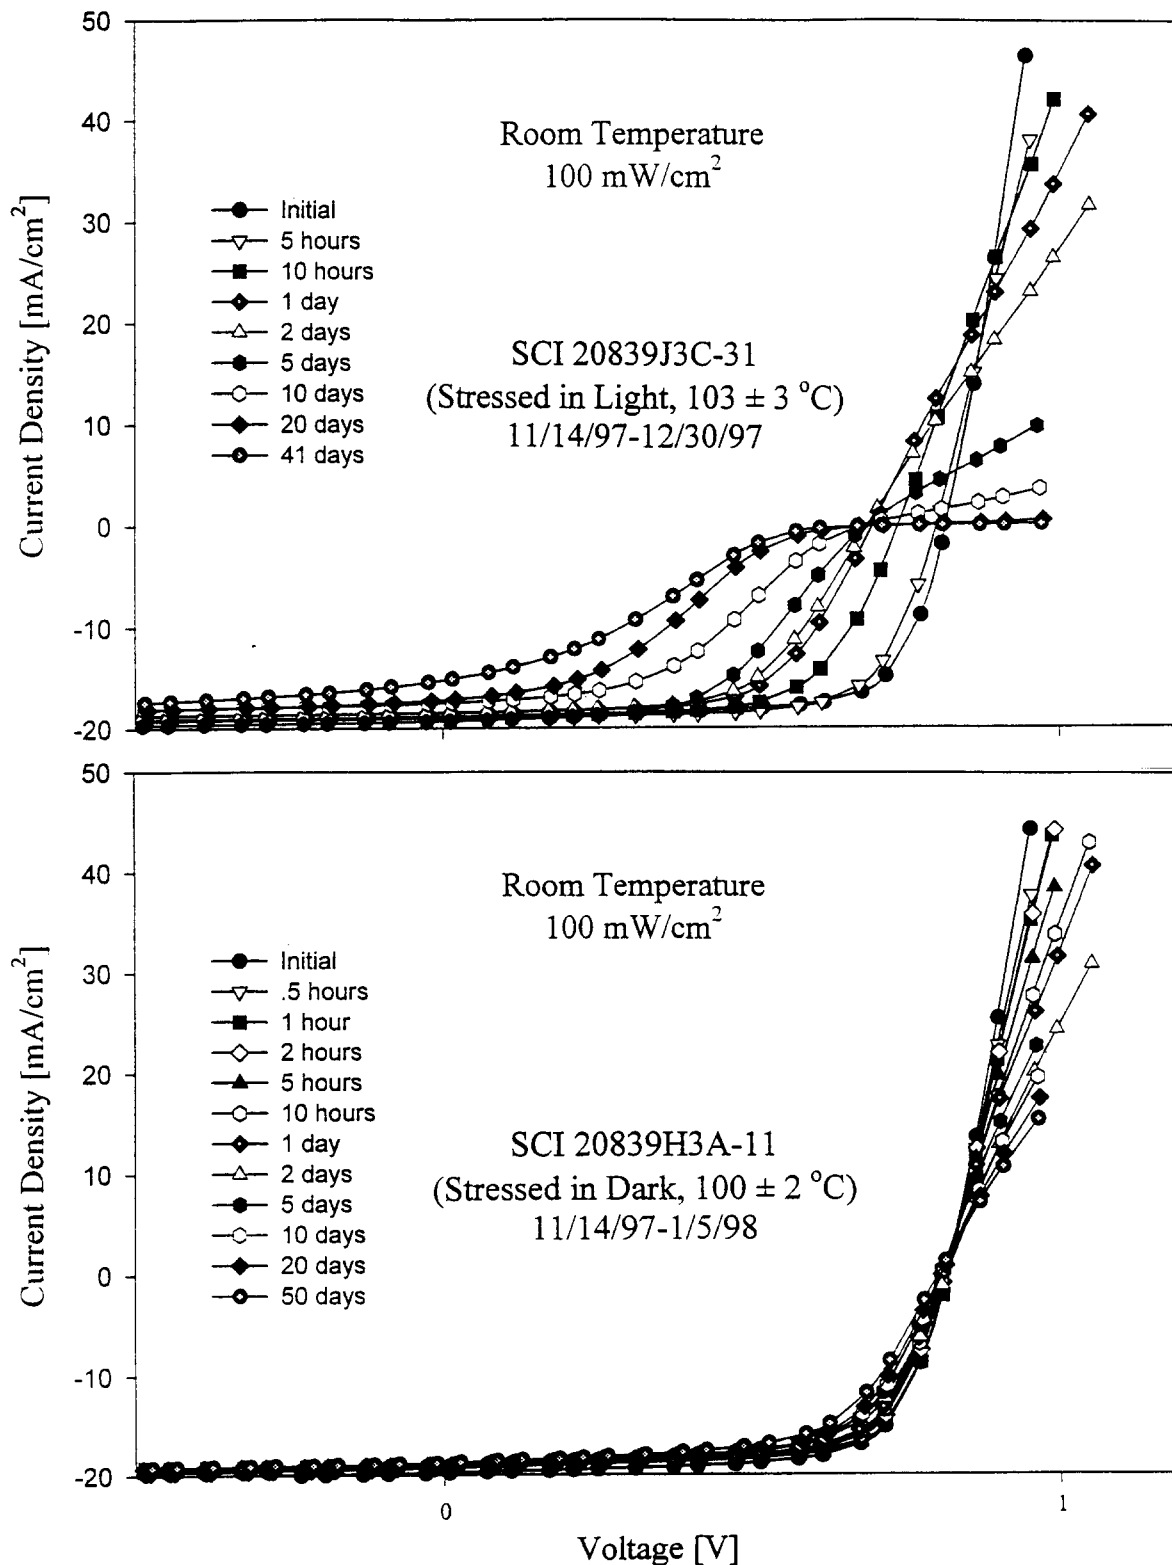 50
40
30
20
10
0
-10
-20
Current Density [mA/cm2]
Room Temperature
100 mW/cm2
Initial
5 hours
10 hours
1 day
2 days
5 days
10 days
20 days
41 days
SCI 20839J3C-31
(Stressed in Light, 103 ± 3 °C)
11/14/97-12/30/97
50
40
30
20
10
0
-10
-20
Current Density [mA/cm2]
Room Temperature
100 mW/cm2
Initial
.5 hours
1 hour
2 hours
5 hours
10 hours
1 day
2 days
5 days
10 days
20 days
50 days
SCI 20839H3A-11
(Stressed in Dark, 100 ± 2 °C)
11/14/97-1/5/98
0
1
Voltage [V]